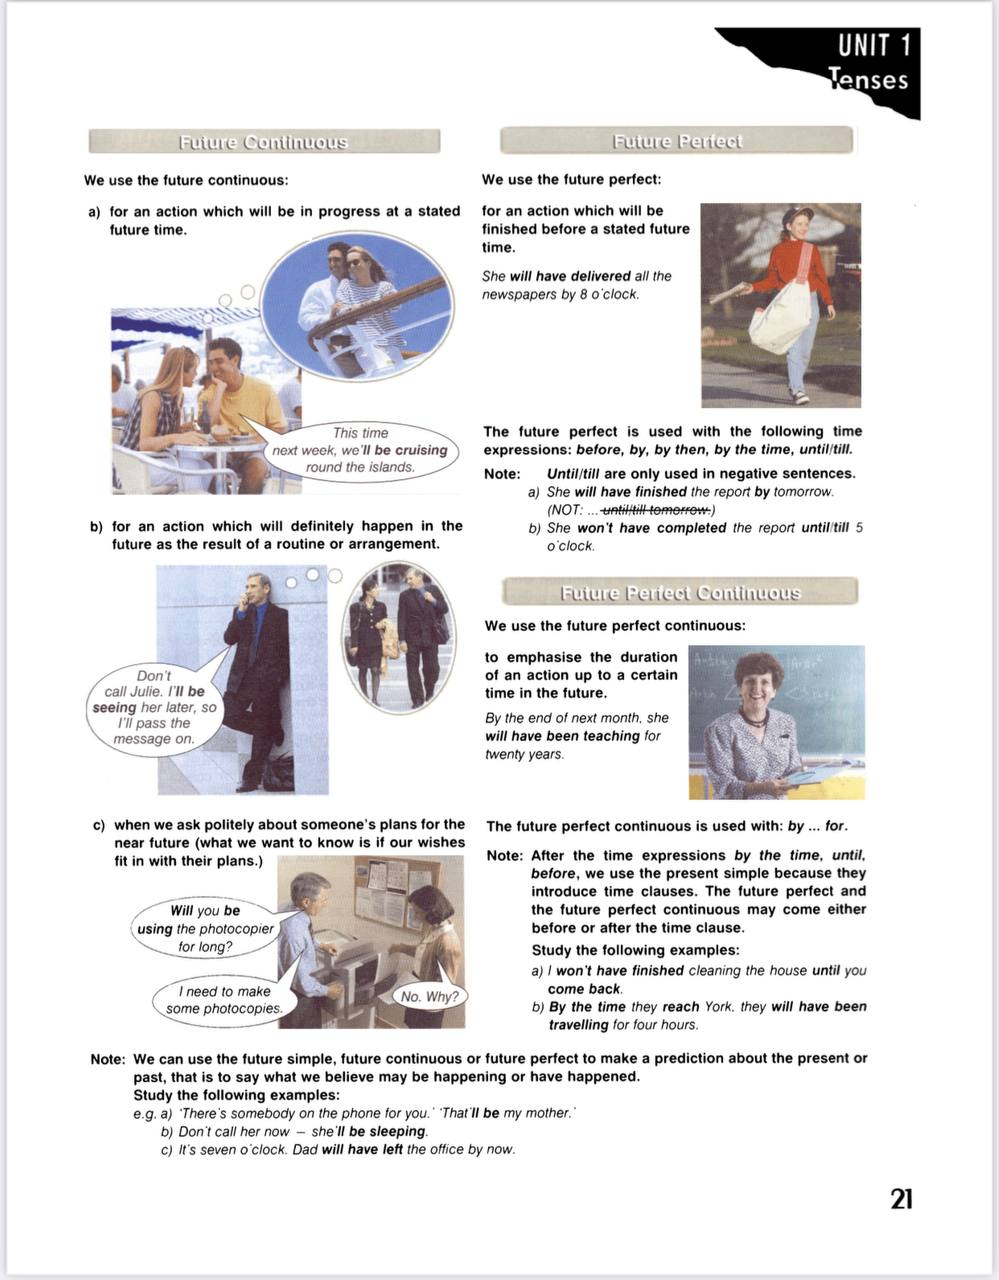 UNIT 1
Tenses
Future Continuous
We use the future continuous:
a) for an action which will be in progress at a stated
future time.
This time
next week, we'll be cruising
round the islands.
b) for an action which will definitely happen in the
future as the result of a routine or arrangement.
Don't
call Julie. I'll be
seeing her later, so
I'll pass the
message on.
c) when we ask politely about someone's plans for the
near future (what we want to know is if our wishes
fit in with their plans.)
Will you be
using the photocopier
for long?
I need to make
some photocopies.
No. Why?
Future Perfect
We use the future perfect:
for an action which will be
finished before a stated future
time.
She will have delivered all the
newspapers by 8 o'clock.
The future perfect is used with the following time
expressions: before, by, by then, by the time, until/till.
Note: Until/till are only used in negative sentences.
a) She will have finished the report by tomorrow.
(NOT: ... until/till tomorrow.)
b) She won't have completed the report until/till 5
o'clock.
Future Perfect Continuous
We use the future perfect continuous:
to emphasise the duration
of an action up to a certain
time in the future.
By the end of next month, she
will have been teaching for
twenty years.
The future perfect continuous is used with: by ... for.
Note: After the time expressions by the time, until,
before, we use the present simple because they
introduce time clauses. The future perfect and
the future perfect continuous may come either
before or after the time clause.
Study the following examples:
a) I won't have finished cleaning the house until you
come back.
b) By the time they reach York, they will have been
travelling for four hours.
Note: We can use the future simple, future continuous or future perfect to make a prediction about the present or
past, that is to say what we believe may be happening or have happened.
Study the following examples:
e.g. a) 'There's somebody on the phone for you.' 'That'll be my mother.'
b) Don't call her now – she'll be sleeping.
c) It's seven o'clock. Dad will have left the office by now.
21